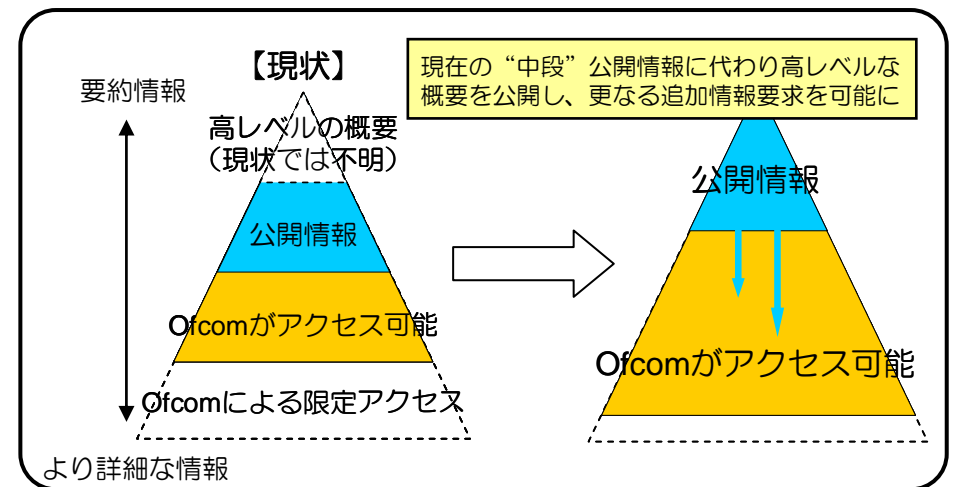 【現状】
要約情報
高レベルの概要
(現状では不明)
公開情報
Ofcomがアクセス可能
Ofcomによる限定アクセス
より詳細な情報
現在の“中段”公開情報に代わり高レベルな
概要を公開し、更なる追加情報要求を可能に
公開情報
Ofcomがアクセス可能